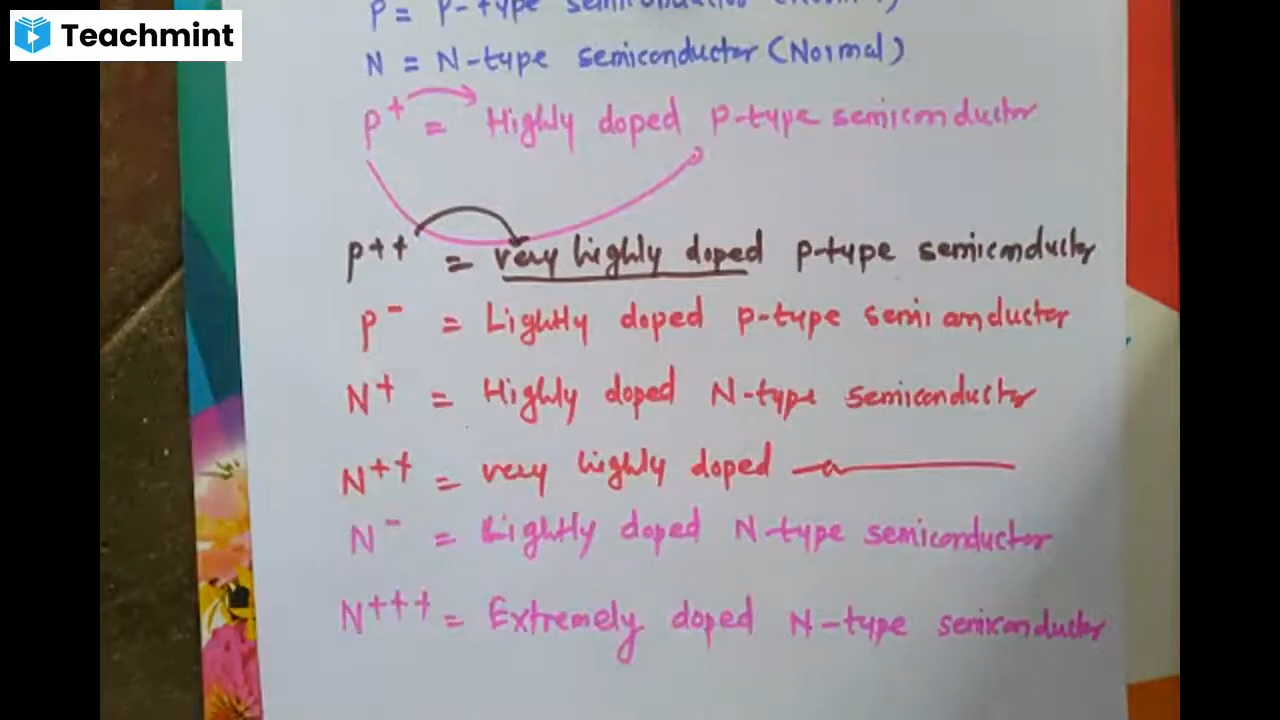 Teachmint
P = P-type
N = N-type semiconductor (Normal)
P+ = Highly doped p-type semiconductor
P++ = very highly doped p-type semiconductor
P- = Lightly doped p-type semiconductor
N+ = Highly doped N-type semiconductor
N++ = very highly doped
N- = Lightly doped N-type semiconductor
N+++ = Extremely doped N-type semiconductor